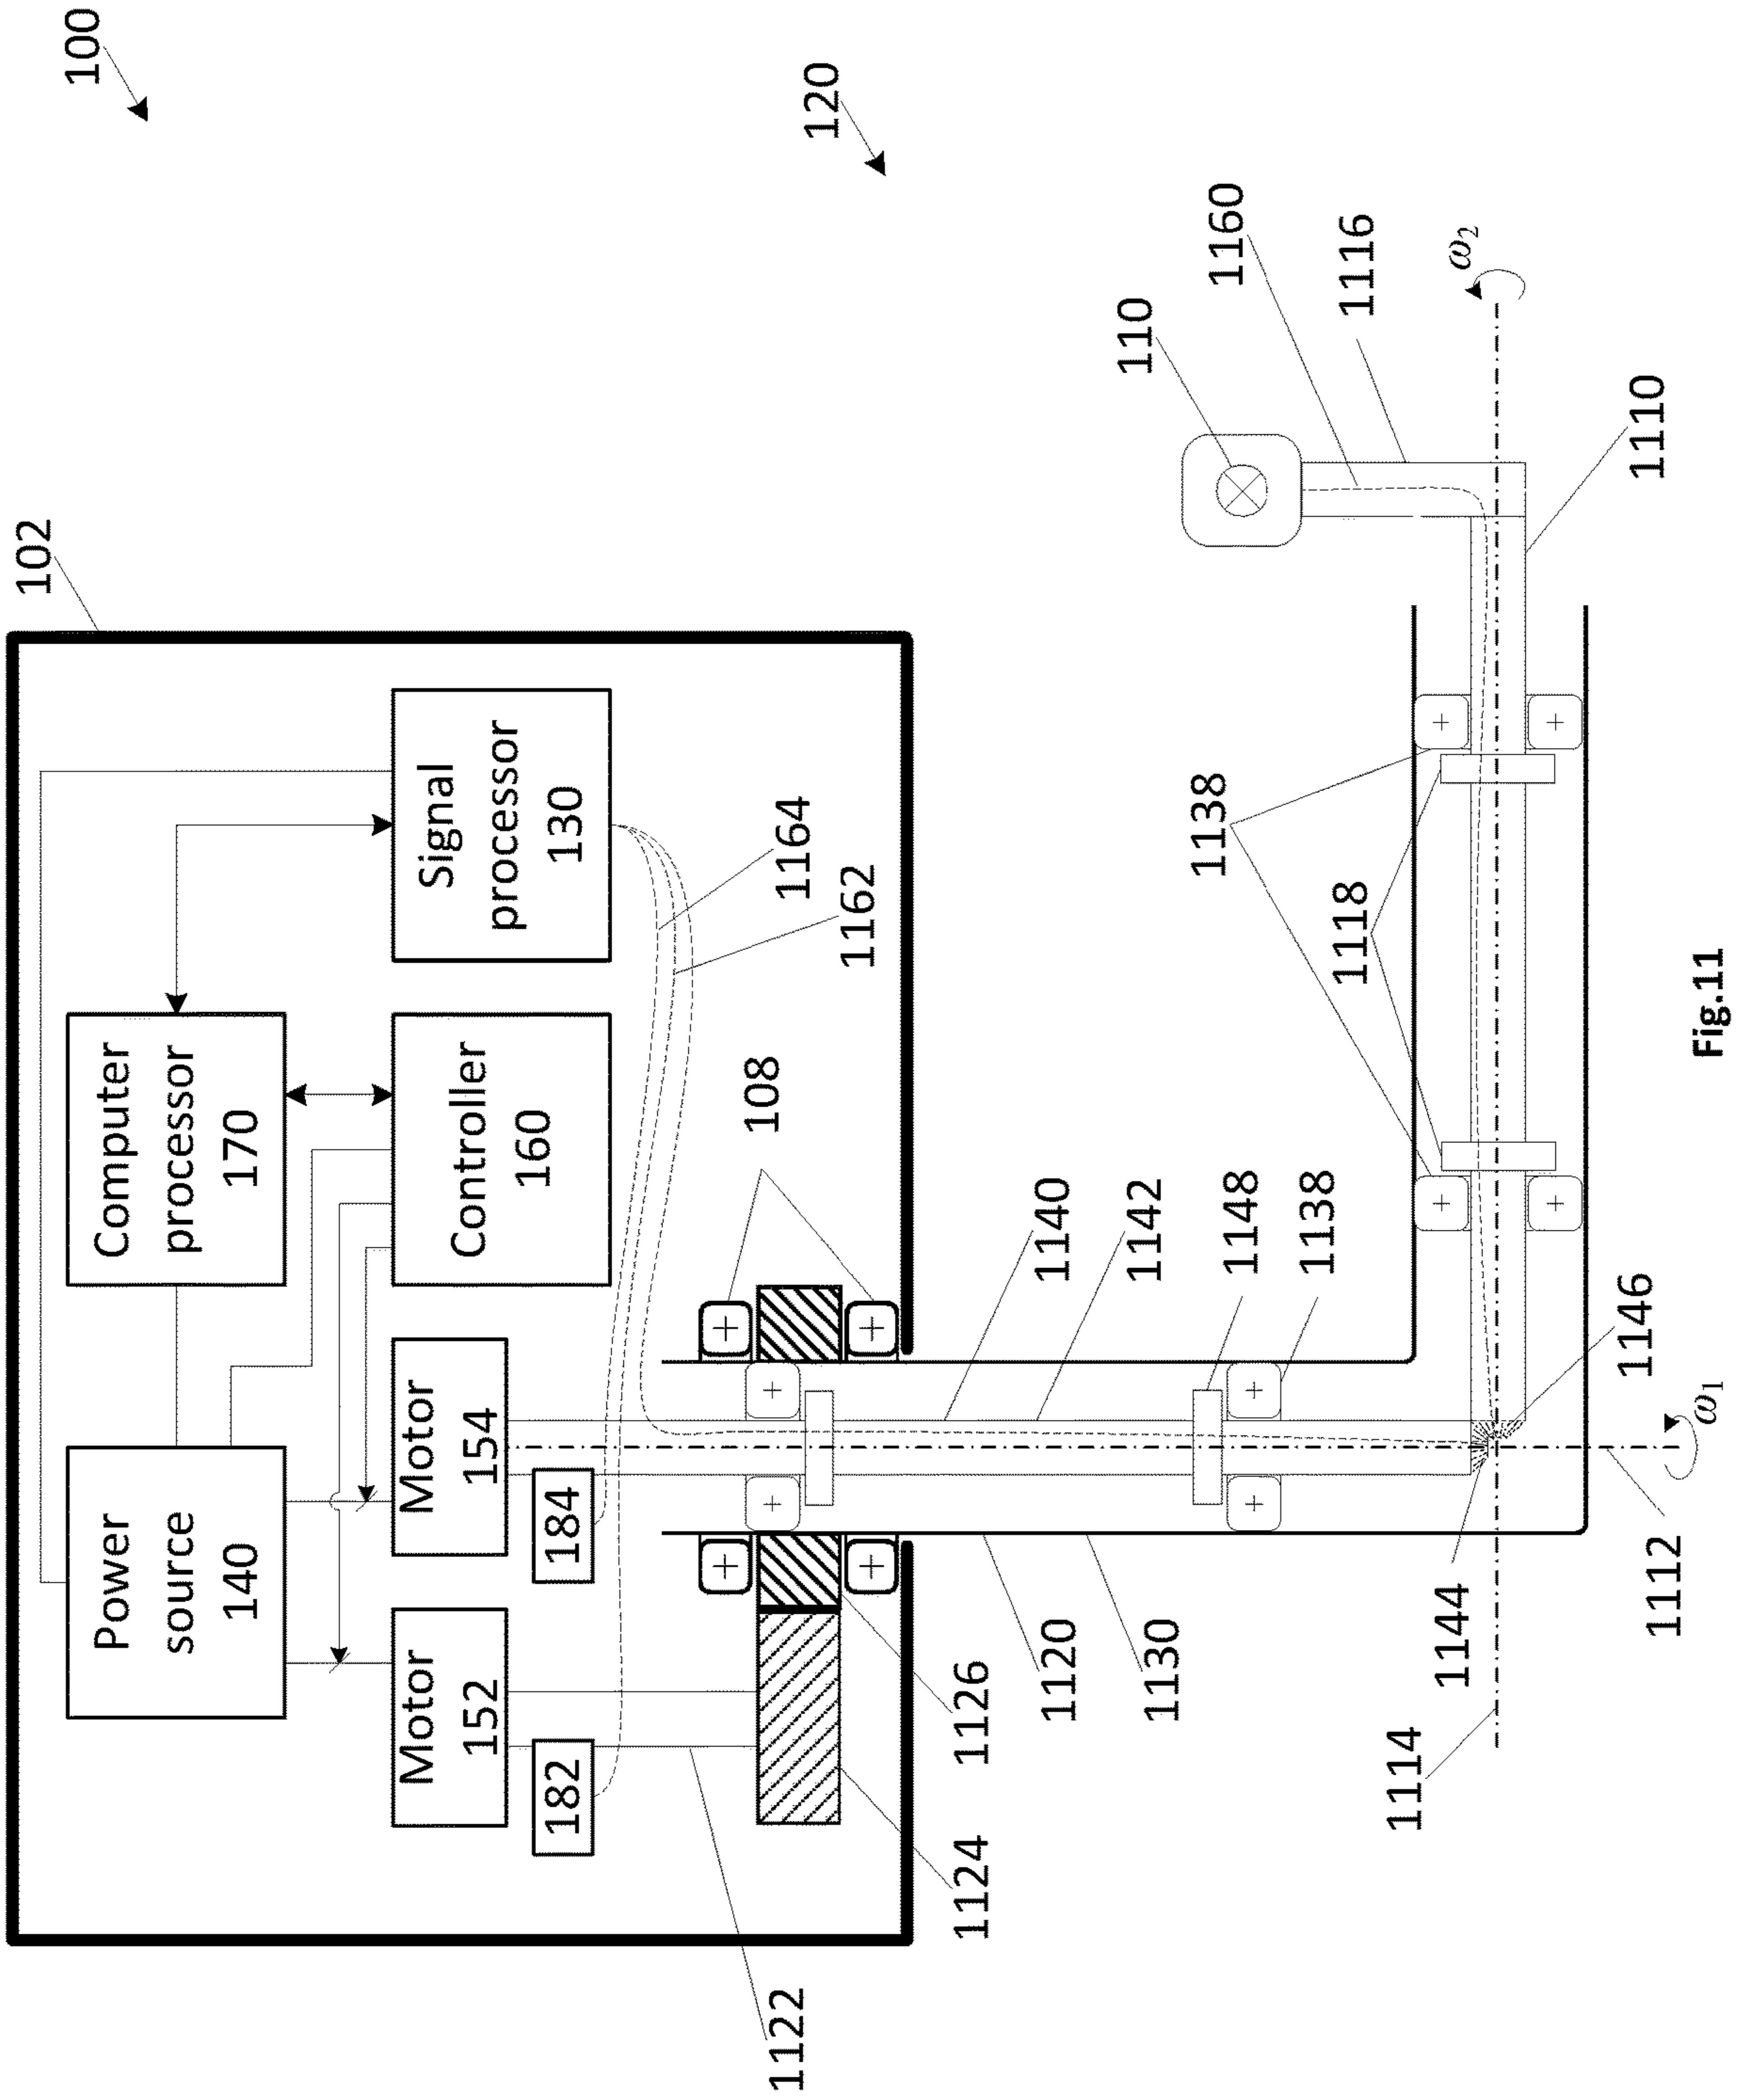 100
102
120
Power
source
140
Computer
processor
170
Motor
152
Motor
154
Controller
160
Signal
processor
130
182
184
1164
1162
108
1122
1124
1126
1120
1130
1140
1142
1148
1138
1138
1118
110
1160
1116
1110
ω2
1114
1144
1112
ω1
1146
Fig.11